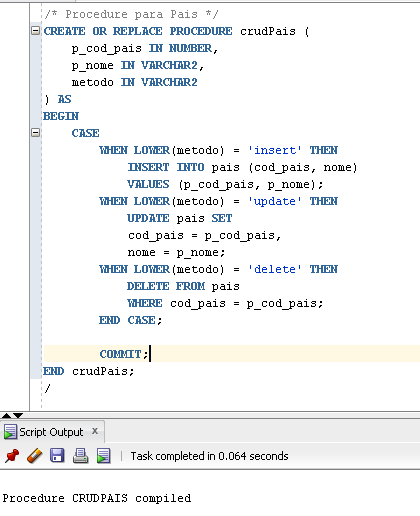 /* Procedure para Pais */
CREATE OR REPLACE PROCEDURE crudPais (
    p_cod_pais IN NUMBER,
    p_nome IN VARCHAR2,
    metodo IN VARCHAR2
) AS
BEGIN
    CASE
        WHEN LOWER(metodo) = 'insert' THEN
            INSERT INTO pais (cod_pais, nome)
            VALUES (p_cod_pais, p_nome);
        WHEN LOWER(metodo) = 'update' THEN
            UPDATE pais SET
            cod_pais = p_cod_pais,
            nome = p_nome;
        WHEN LOWER(metodo) = 'delete' THEN
            DELETE FROM pais
            WHERE cod_pais = p_cod_pais;
        END CASE;

        COMMIT;
END crudPais;
/
Script Output x
Task completed in 0.064 seconds
Procedure CRUDPAIS compiled